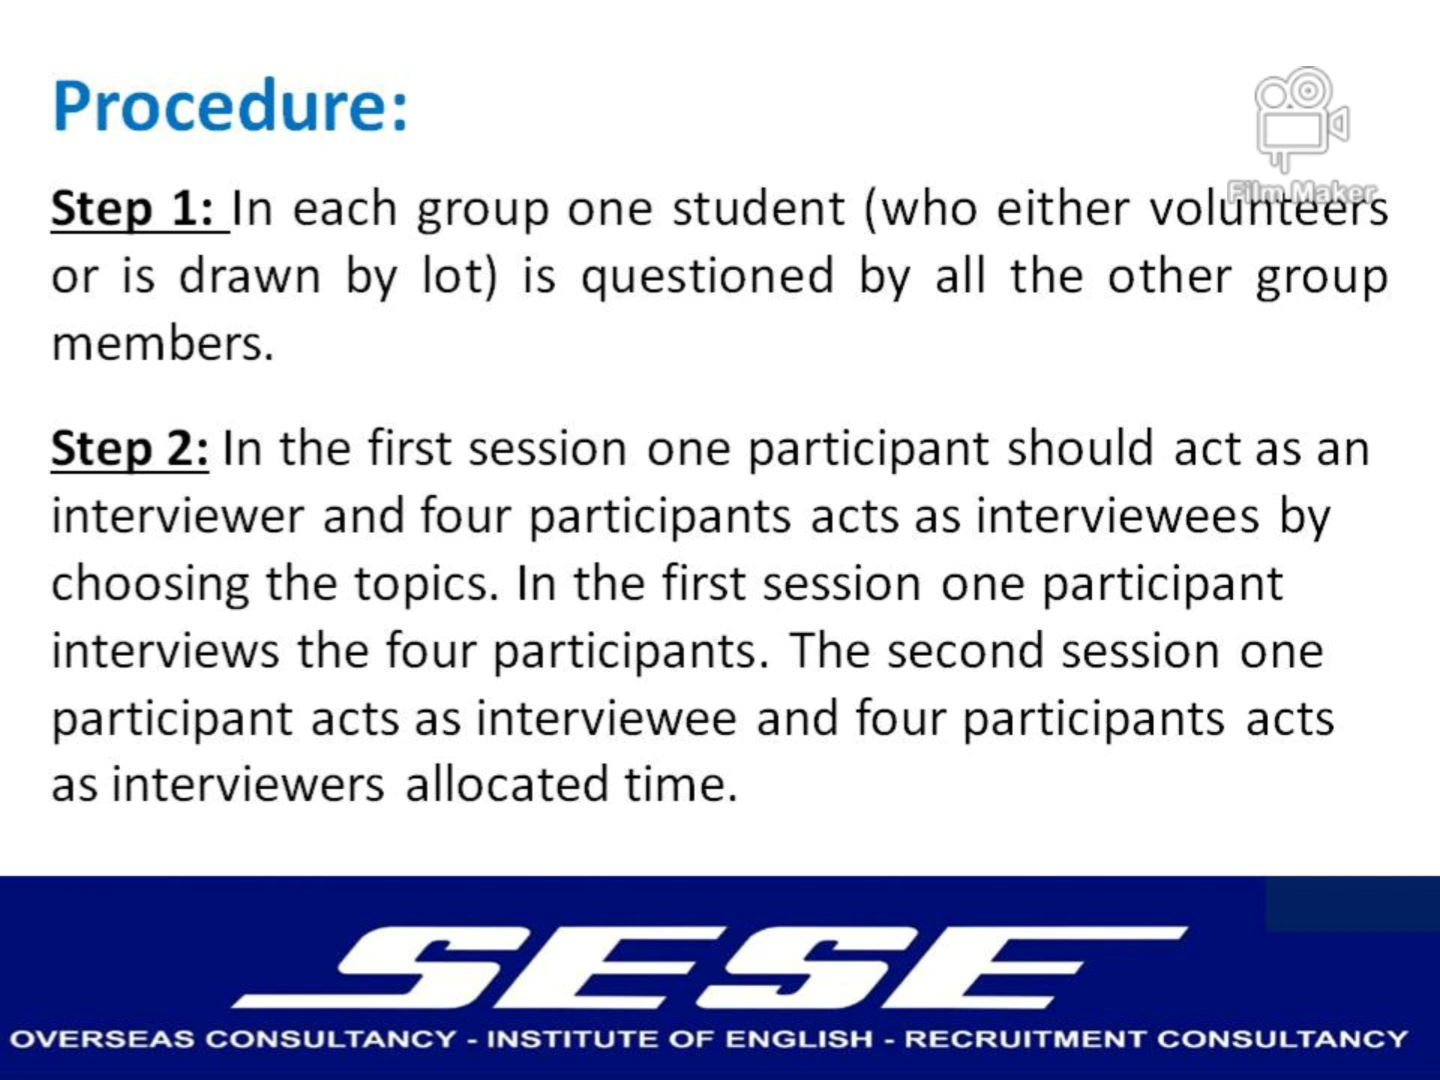 Procedure:
Film Maker
Step 1: In each group one student (who either volunteers
or is drawn by lot) is questioned by all the other group
members.
Step 2: In the first session one participant should act as an
interviewer and four participants acts as interviewees by
choosing the topics. In the first session one participant
interviews the four participants. The second session one
participant acts as interviewee and four participants acts
as interviewers allocated time.
SESE
OVERSEAS CONSULTANCY - INSTITUTE OF ENGLISH - RECRUITMENT CONSULTANCY